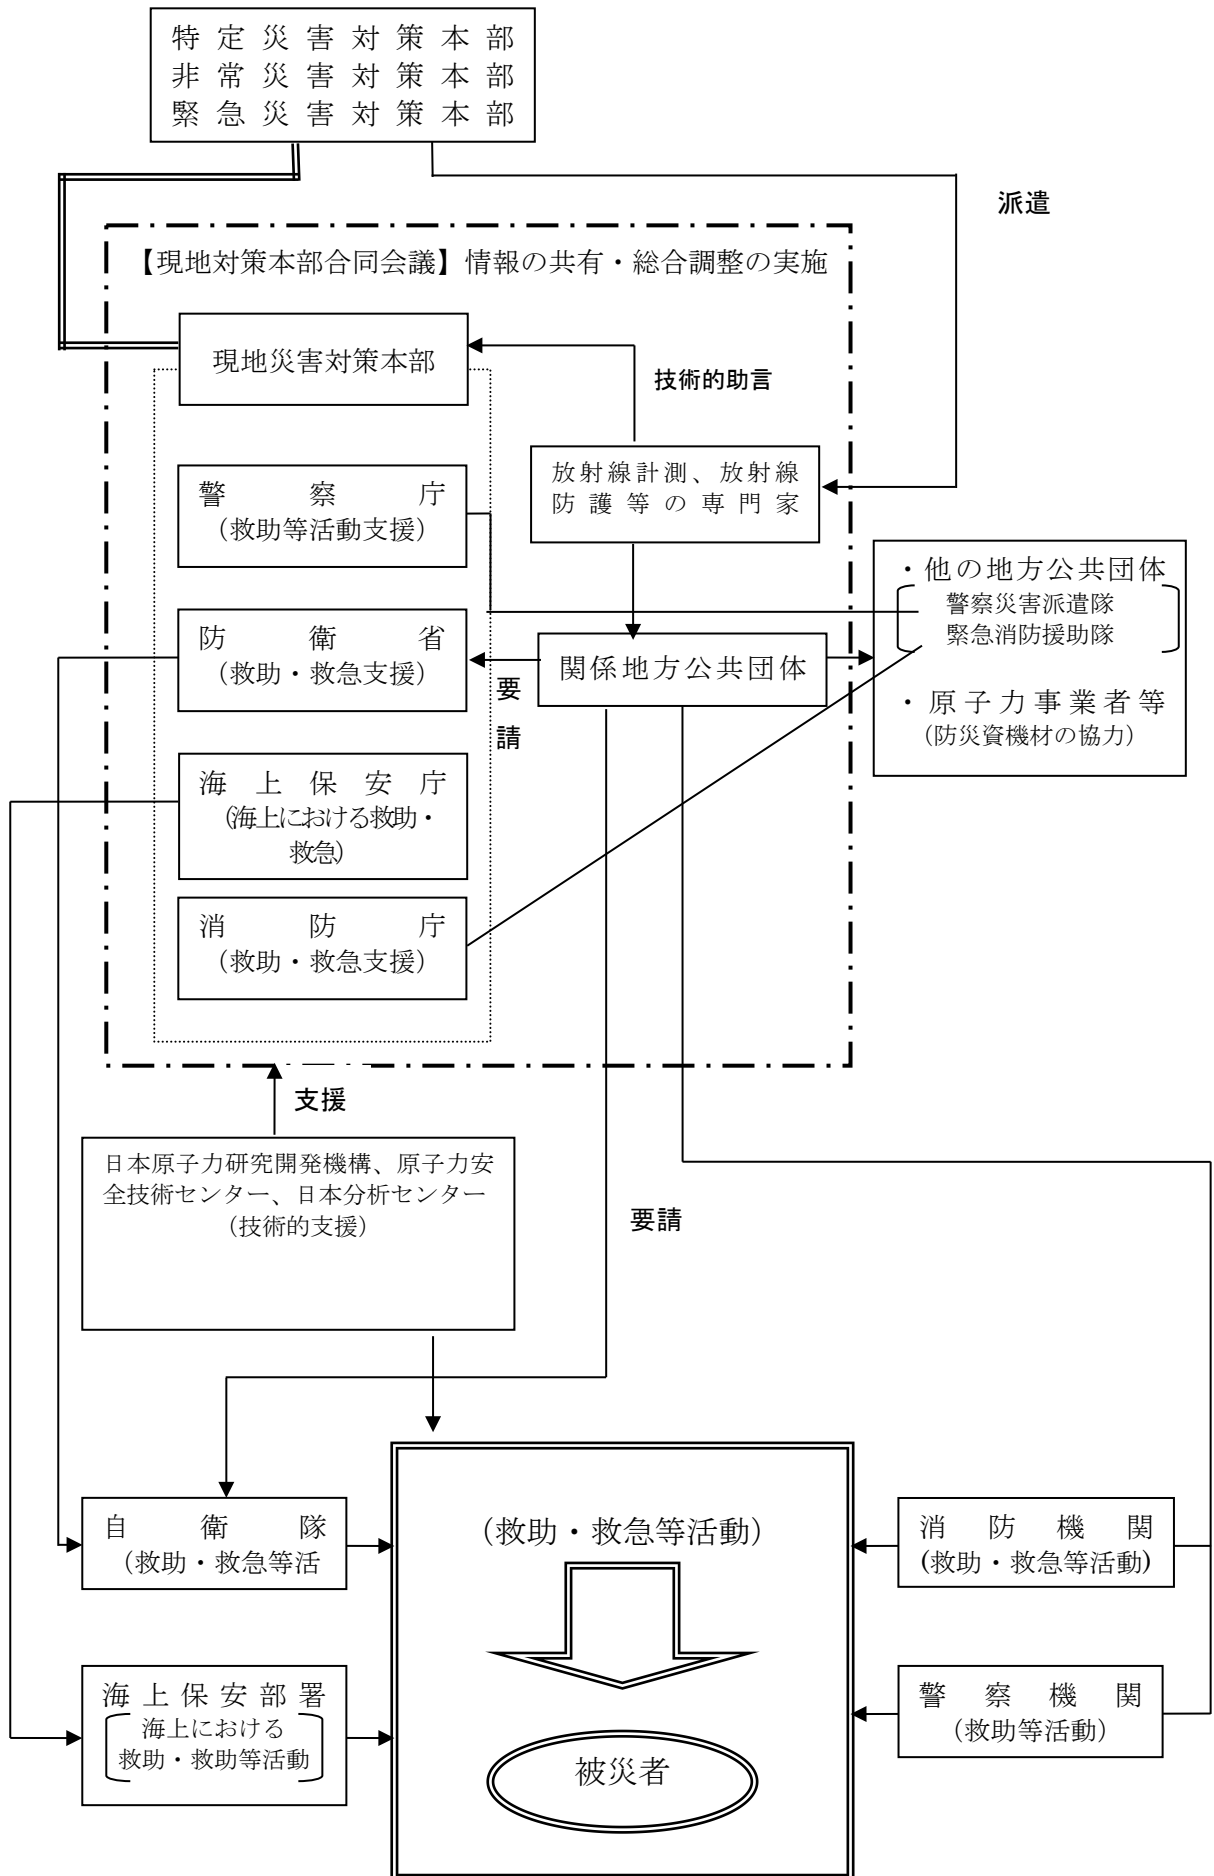 特定災害対策本部
非常災害対策本部
緊急災害対策本部
派遣
【現地対策本部合同会議】情報の共有・総合調整の実施
現地災害対策本部
技術的助言
放射線計測、放射線
防護等の専門家
警察庁
（救助等活動支援）
・他の地方公共団体
警察災害派遣隊
緊急消防援助隊
・原子力事業者等
（防災資機材の協力）
防衛省
（救助・救急支援）
要請
関係地方公共団体
海上保安庁
（海上における救助・
救急）
消防庁
（救助・救急支援）
支援
日本原子力研究開発機構、原子力安
全技術センター、日本分析センター
（技術的支援）
要請
自衛隊
（救助・救急等活
（救助・救急等活動）
消防機関
（救助・救急等活動）
海上保安部署
海上における
救助・救助等活動
被災者
警察機関
（救助等活動）